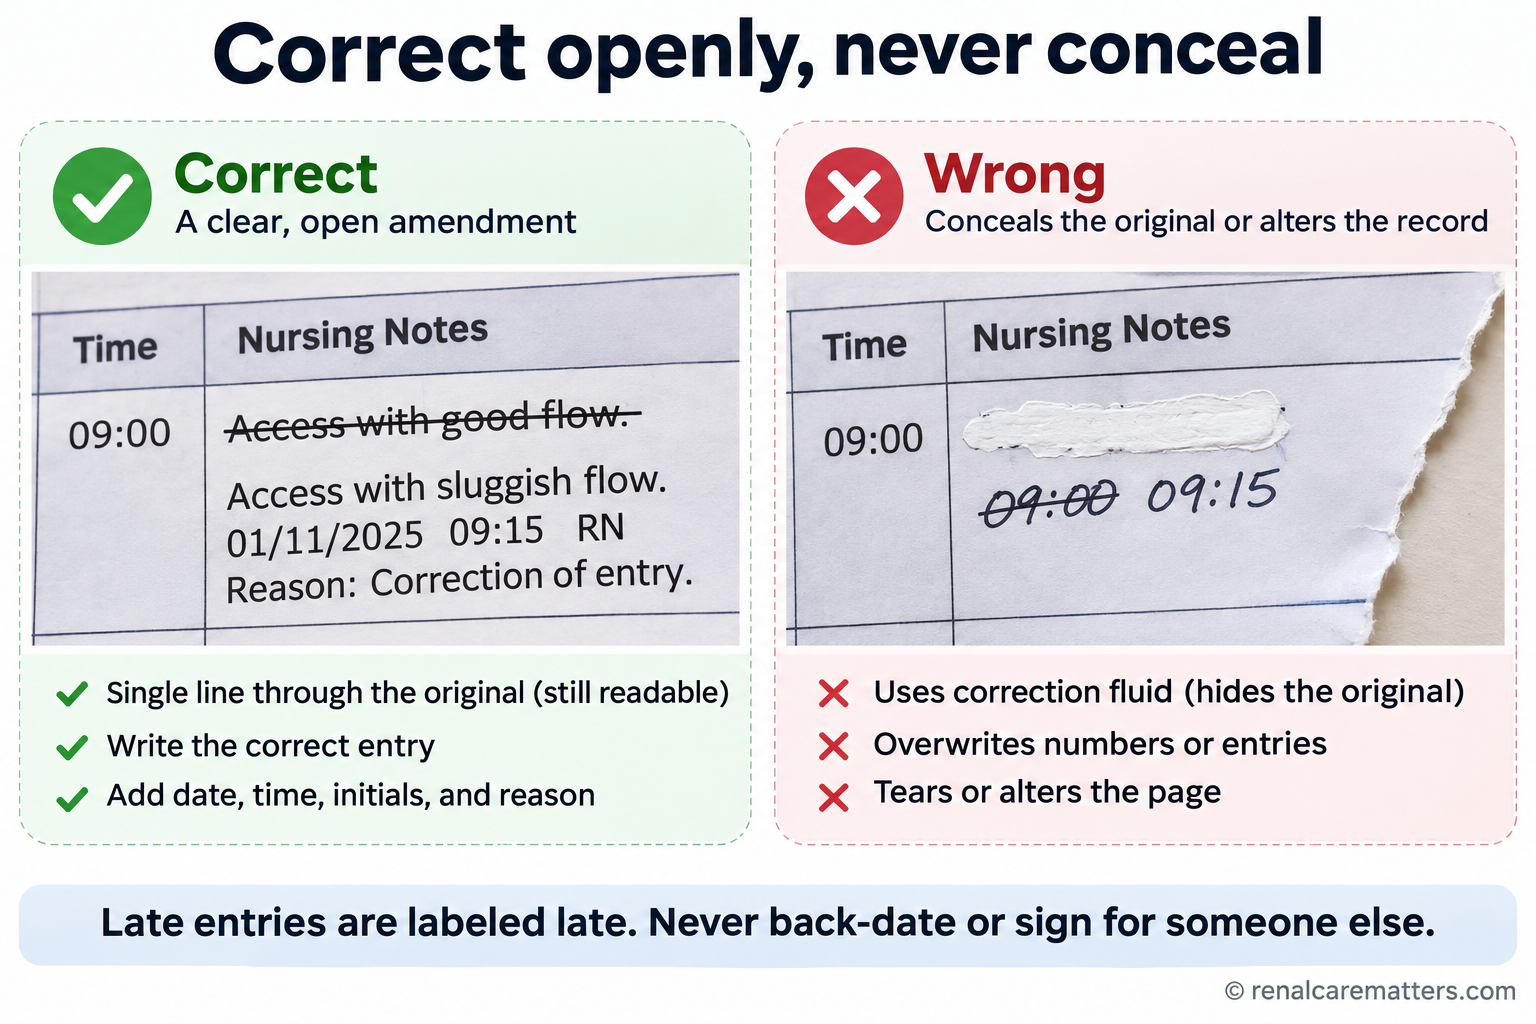 Correct openly, never conceal
Correct
A clear, open amendment
Time
Nursing Notes
09:00
Access with good flow.
Access with sluggish flow.
01/11/2025 09:15 RN
Reason: Correction of entry.
Single line through the original (still readable)
Write the correct entry
Add date, time, initials, and reason
Wrong
Conceals the original or alters the record
Time
Nursing Notes
09:00
09:00 09:15
Uses correction fluid (hides the original)
Overwrites numbers or entries
Tears or alters the page
Late entries are labeled late. Never back-date or sign for someone else.
© renalcarematters.com